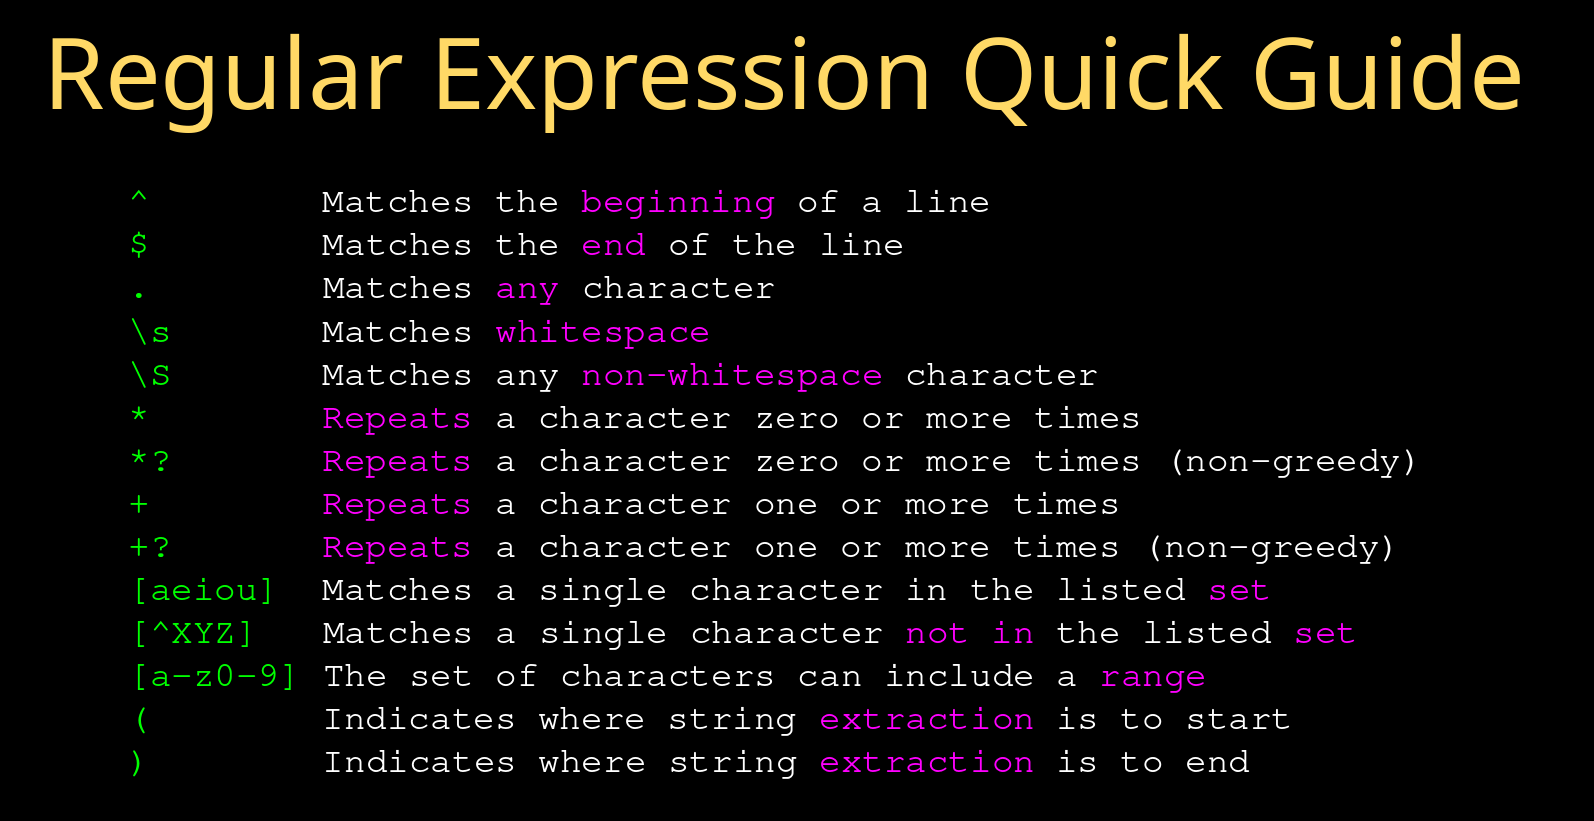 Regular Expression Quick Guide
^ Matches the beginning of a line
$ Matches the end of the line
. Matches any character
\s Matches whitespace
\S Matches any non-whitespace character
* Repeats a character zero or more times
*? Repeats a character zero or more times (non-greedy)
+ Repeats a character one or more times
+? Repeats a character one or more times (non-greedy)
[aeiou] Matches a single character in the listed set
[^XYZ] Matches a single character not in the listed set
[a-z0-9] The set of characters can include a range
( Indicates where string extraction is to start
) Indicates where string extraction is to end